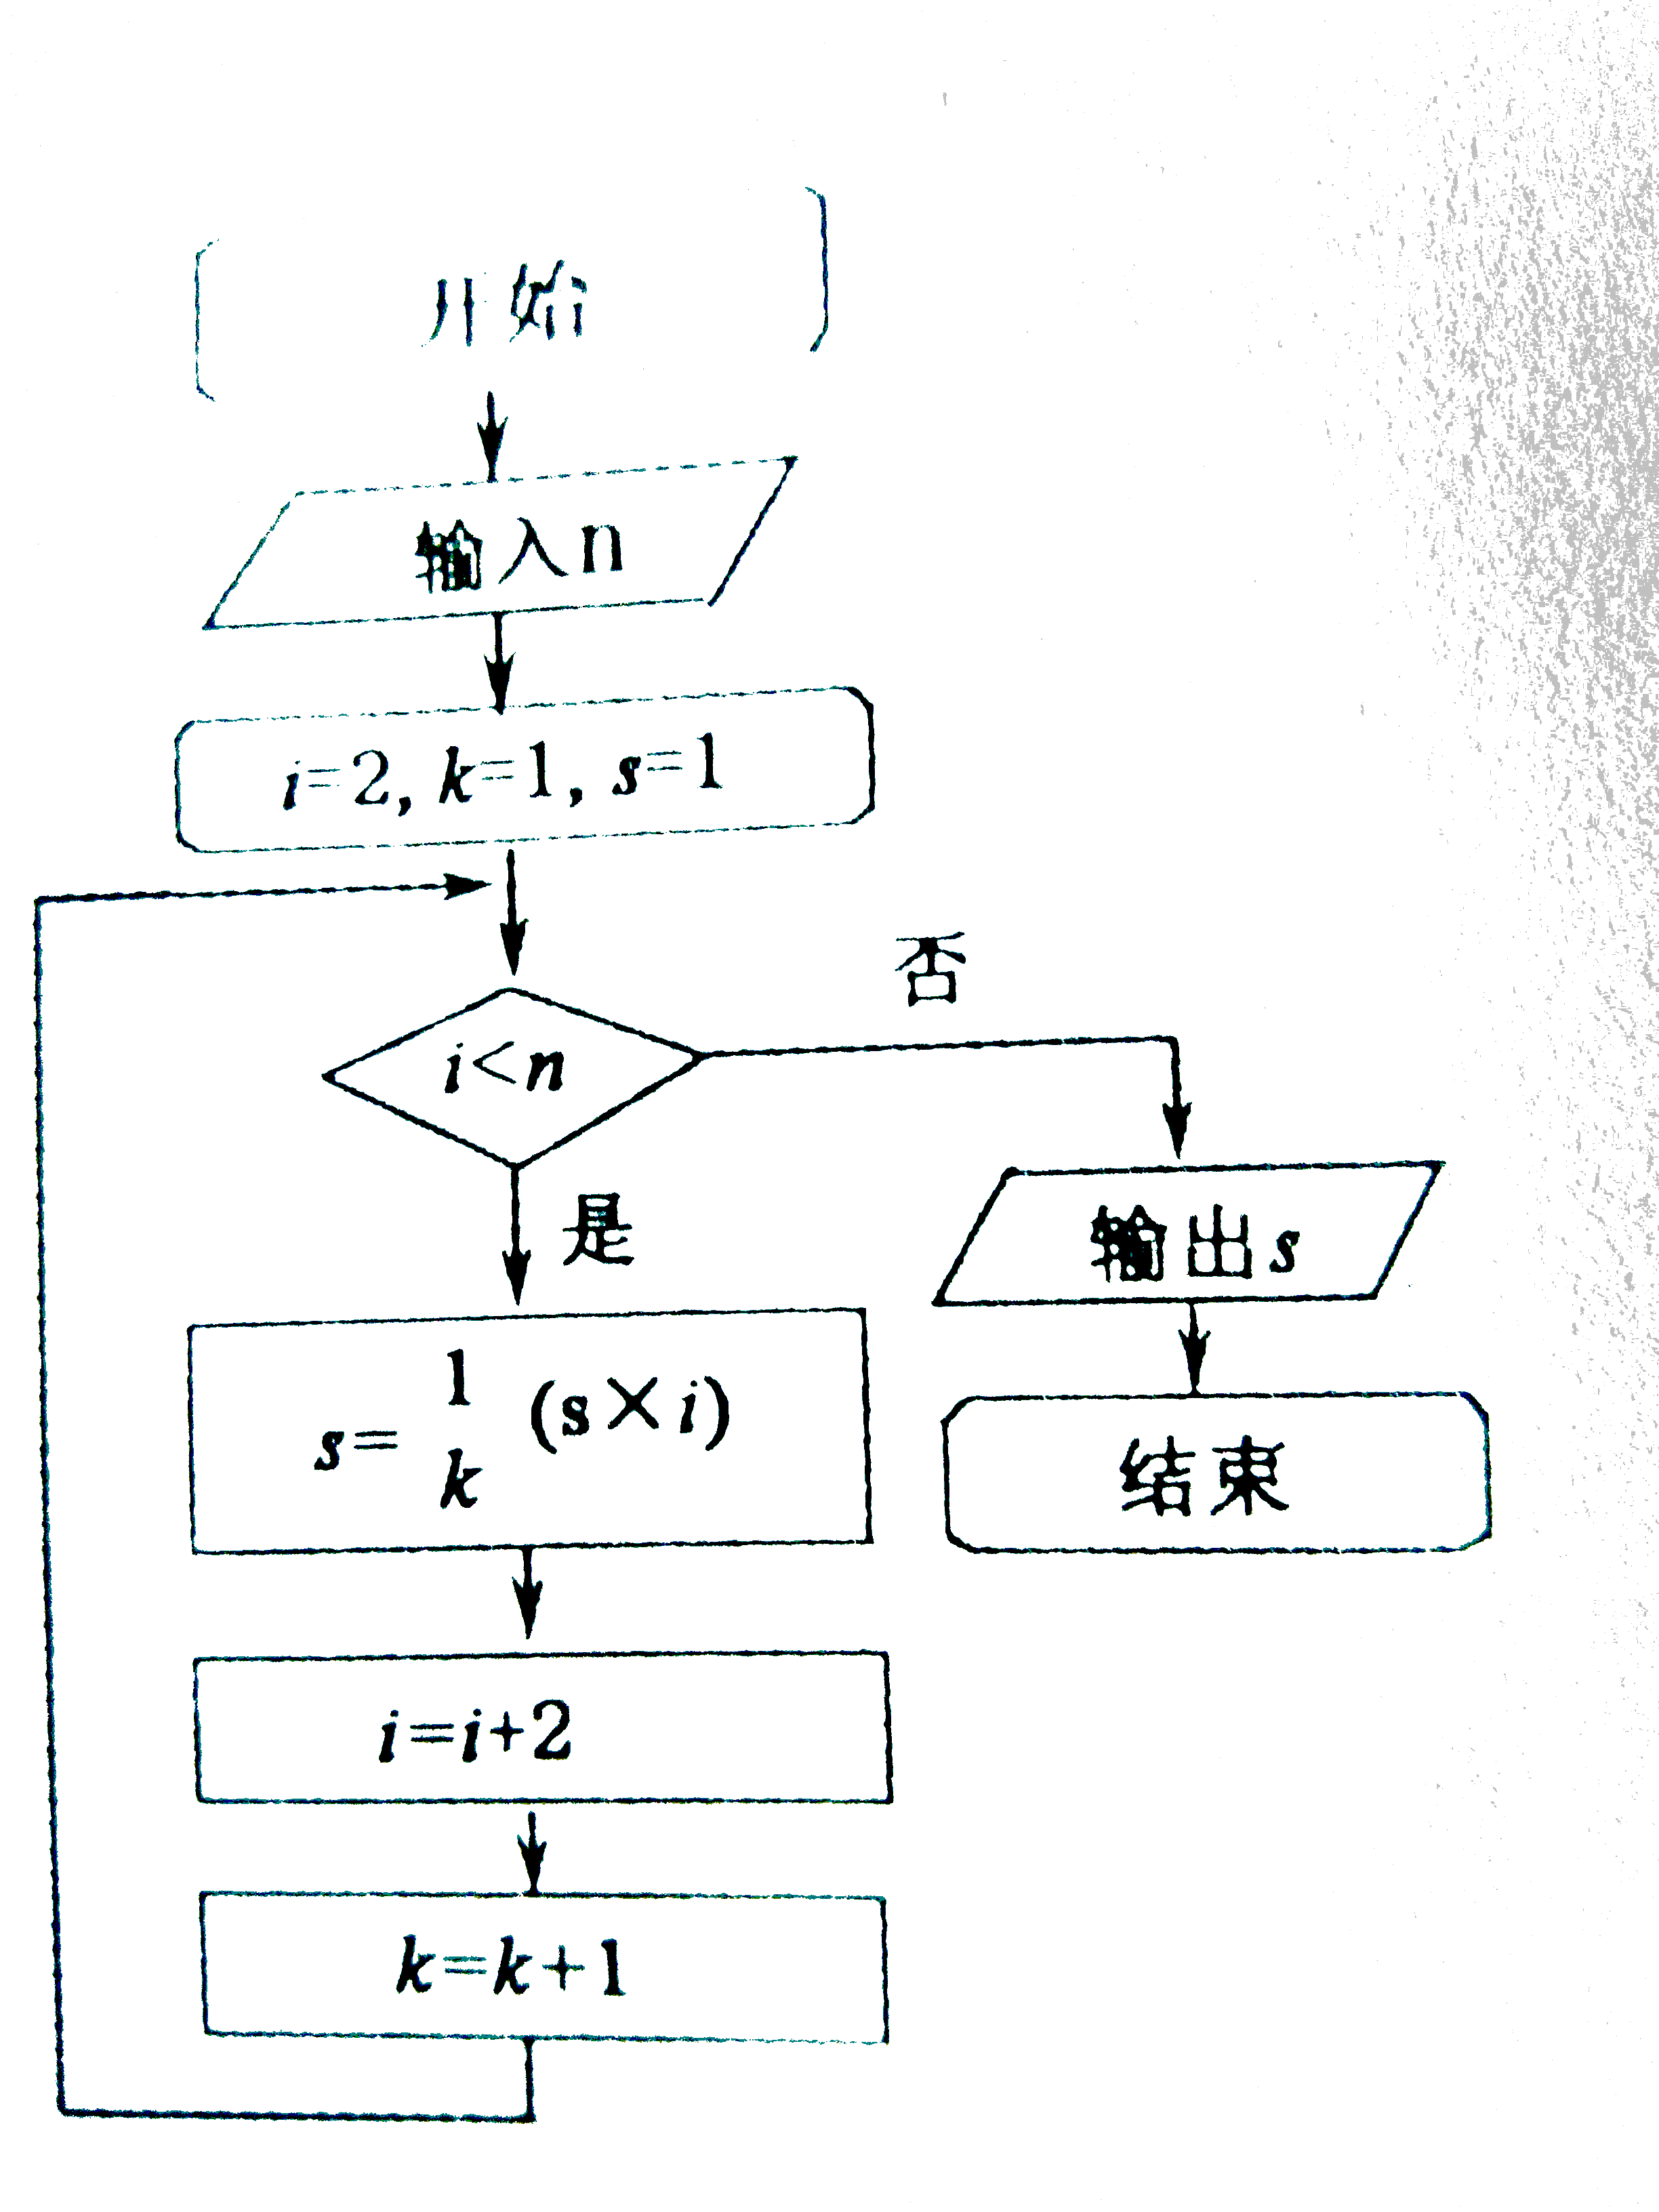 开始
输入n
i=2, k=1, s=1
否
i<n
是
输出s
s=1/k (s×i)
结束
i=i+2
k=k+1